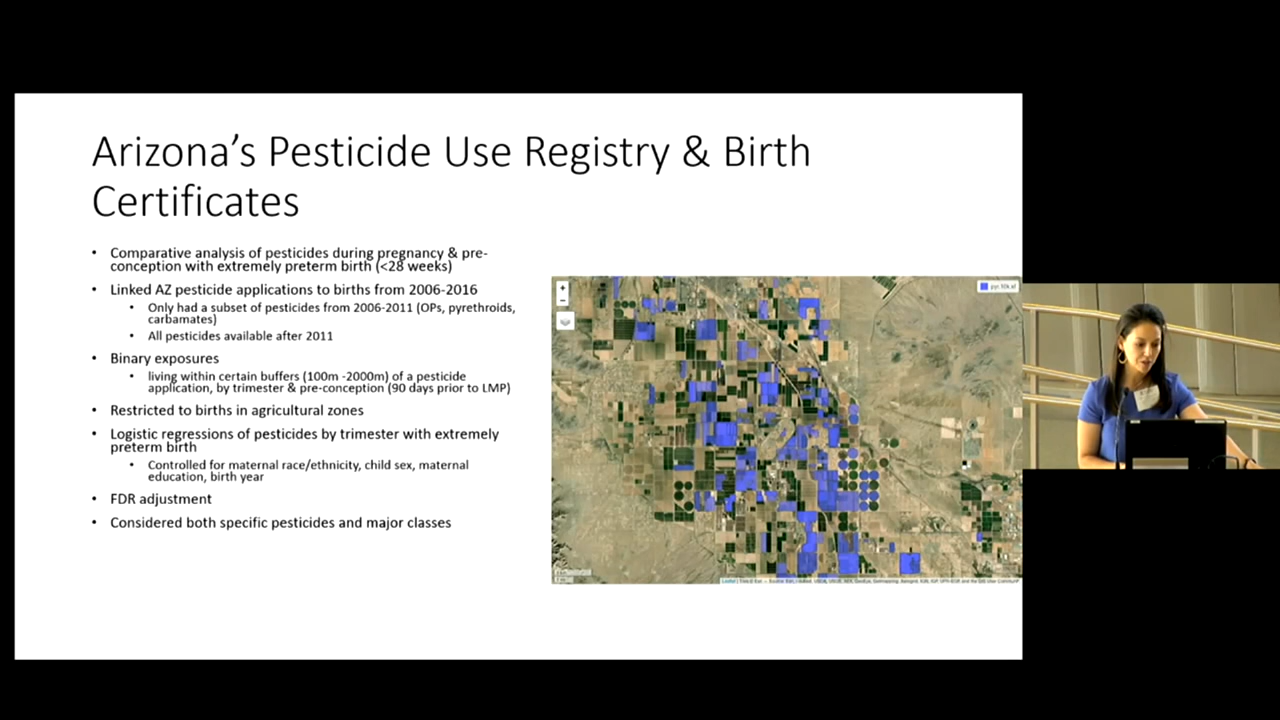 Arizona’s Pesticide Use Registry & Birth
Certificates
• Comparative analysis of pesticides during pregnancy & pre-
conception with extremely preterm birth (<28 weeks)
• Linked AZ pesticide applications to births from 2006-2016
• Only had a subset of pesticides from 2006-2011 (OPs, pyrethroids,
carbamates)
• All pesticides available after 2011
• Binary exposures
• living within certain buffers (100m -2000m) of a pesticide
application, by trimester & pre-conception (90 days prior to LMP)
• Restricted to births in agricultural zones
• Logistic regressions of pesticides by trimester with extremely
preterm birth
• Controlled for maternal race/ethnicity, child sex, maternal
education, birth year
• FDR adjustment
• Considered both specific pesticides and major classes
+
−